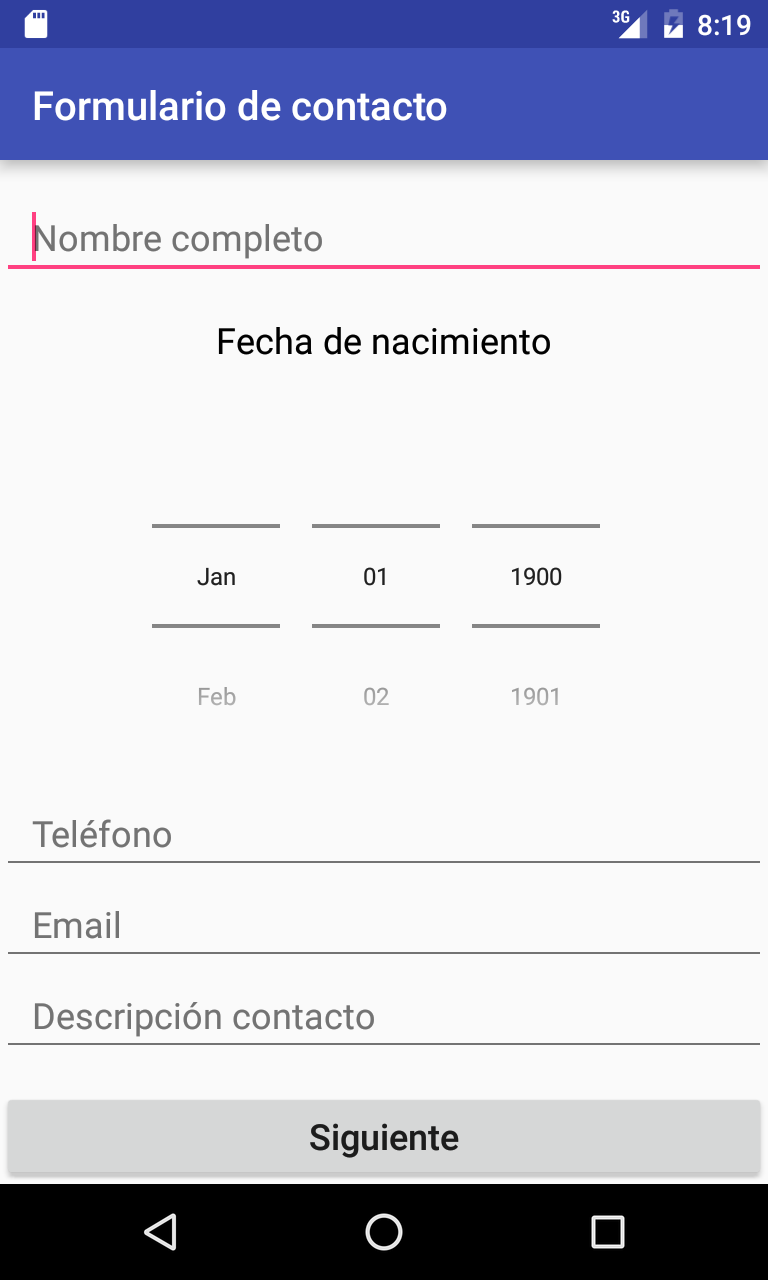 3G 8:19
Formulario de contacto
Nombre completo
Fecha de nacimiento
Jan 01 1900
Feb 02 1901
Teléfono
Email
Descripción contacto
Siguiente